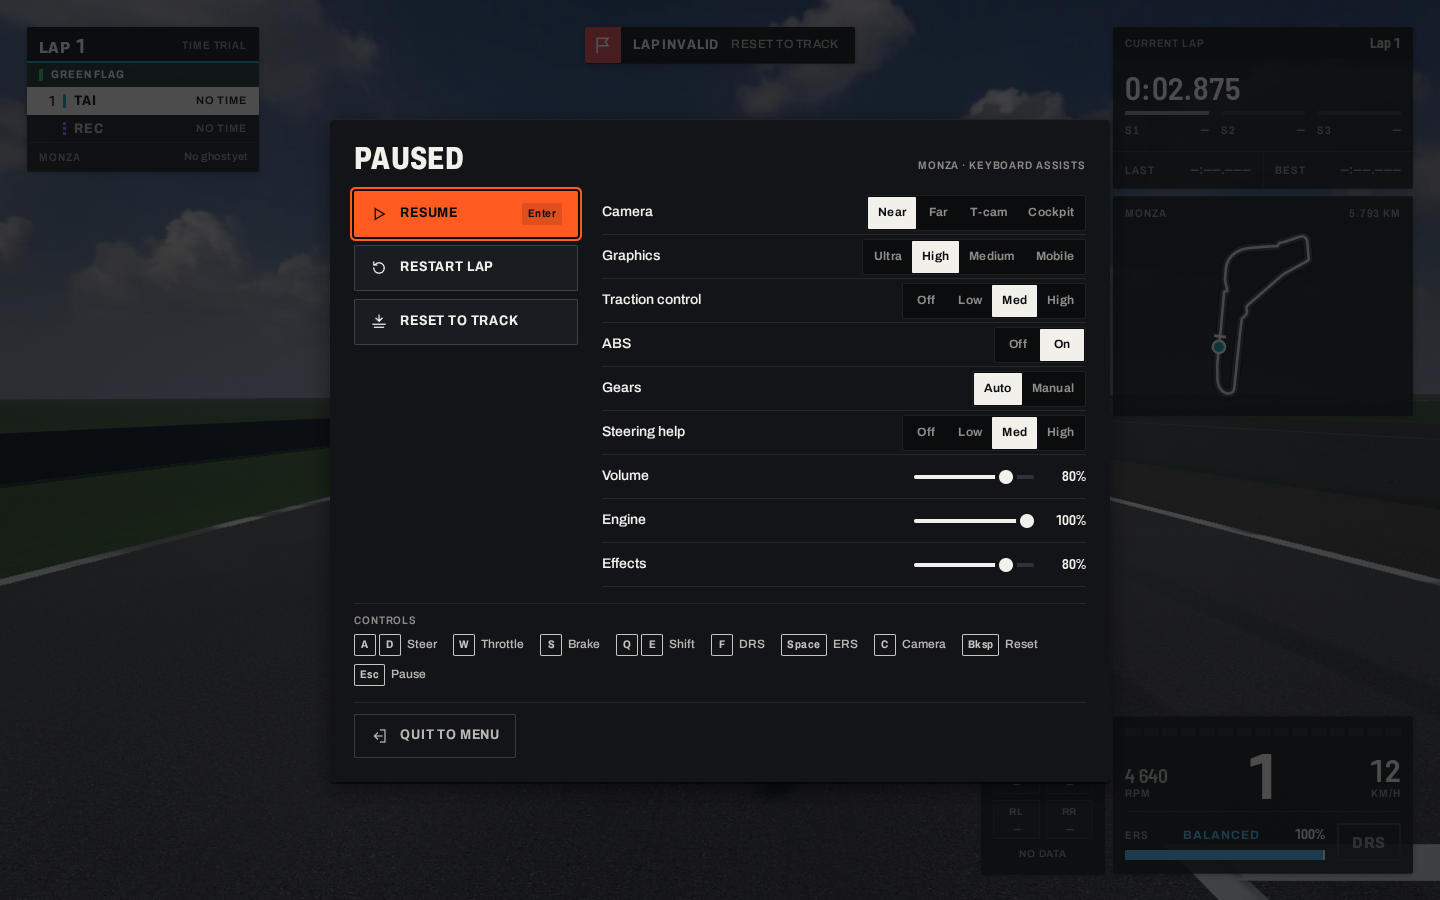 LAP 1 TIME TRIAL
GREEN FLAG
1 TAI NO TIME
REC NO TIME
MONZA No ghost yet
LAP INVALID RESET TO TRACK
CURRENT LAP Lap 1
0:02.875
S1 – S2 – S3 –
LAST –:––.––– BEST –:––.–––
MONZA 5.793 KM
PAUSED
MONZA · KEYBOARD ASSISTS
RESUME Enter
RESTART LAP
RESET TO TRACK
Camera Near Far T-cam Cockpit
Graphics Ultra High Medium Mobile
Traction control Off Low Med High
ABS Off On
Gears Auto Manual
Steering help Off Low Med High
Volume 80%
Engine 100%
Effects 80%
CONTROLS
A D Steer W Throttle S Brake Q E Shift F DRS Space ERS C Camera Bksp Reset
Esc Pause
QUIT TO MENU
RL RR
– –
NO DATA
4 640 1 12
RPM KM/H
ERS BALANCED 100% DRS